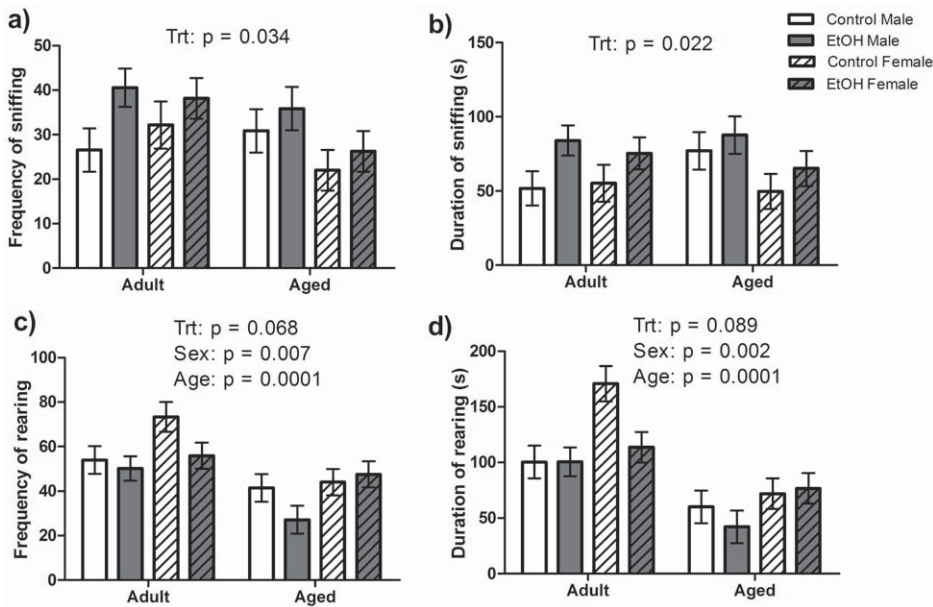 a)
Trt: p = 0.034
Frequency of sniffing
50
40
30
20
10
0
Adult
Aged
b)
Trt: p = 0.022
Duration of sniffing (s)
150
100
50
0
Adult
Aged
Control Male
EtOH Male
Control Female
EtOH Female
c)
Trt: p = 0.068
Sex: p = 0.007
Age: p = 0.0001
Frequency of rearing
100
80
60
40
20
0
Adult
Aged
d)
Trt: p = 0.089
Sex: p = 0.002
Age: p = 0.0001
Duration of rearing (s)
200
150
100
50
0
Adult
Aged